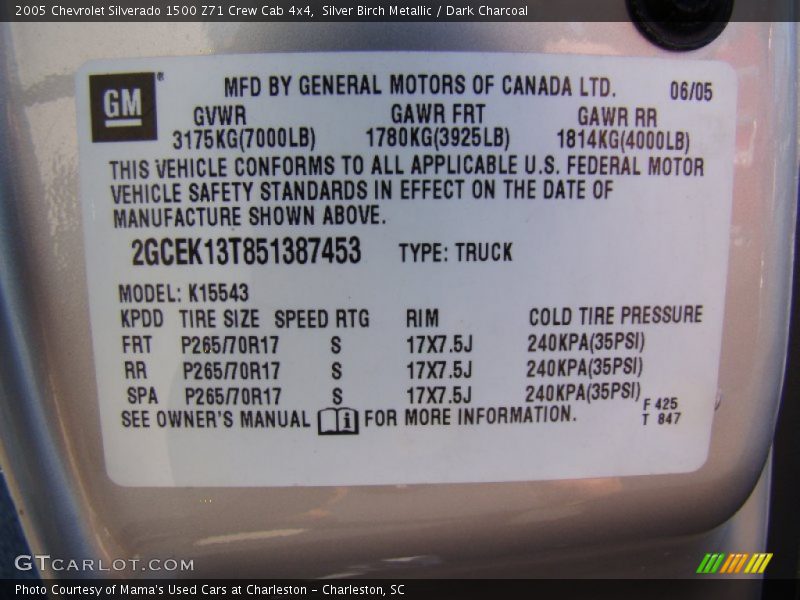 2005 Chevrolet Silverado 1500 Z71 Crew Cab 4x4, Silver Birch Metallic / Dark Charcoal
GM®
MFD BY GENERAL MOTORS OF CANADA LTD. 06/05
GVWR GAWR FRT GAWR RR
3175KG(7000LB) 1780KG(3925LB) 1814KG(4000LB)
THIS VEHICLE CONFORMS TO ALL APPLICABLE U.S. FEDERAL MOTOR
VEHICLE SAFETY STANDARDS IN EFFECT ON THE DATE OF
MANUFACTURE SHOWN ABOVE.
2GCEK13T851387453 TYPE: TRUCK
MODEL: K15543
KPDD TIRE SIZE SPEED RTG RIM COLD TIRE PRESSURE
FRT P265/70R17 S 17X7.5J 240KPA(35PSI)
RR P265/70R17 S 17X7.5J 240KPA(35PSI)
SPA P265/70R17 S 17X7.5J 240KPA(35PSI)
SEE OWNER'S MANUAL i FOR MORE INFORMATION.
F 425
T 847
GTCARLOT.COM
Photo Courtesy of Mama's Used Cars at Charleston - Charleston, SC